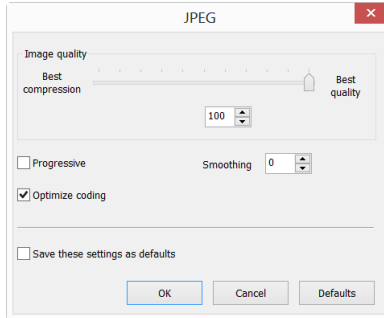 JPEG
Image quality
Best compression
Best quality
100
Progressive
Smoothing 0
Optimize coding
Save these settings as defaults
OK Cancel Defaults